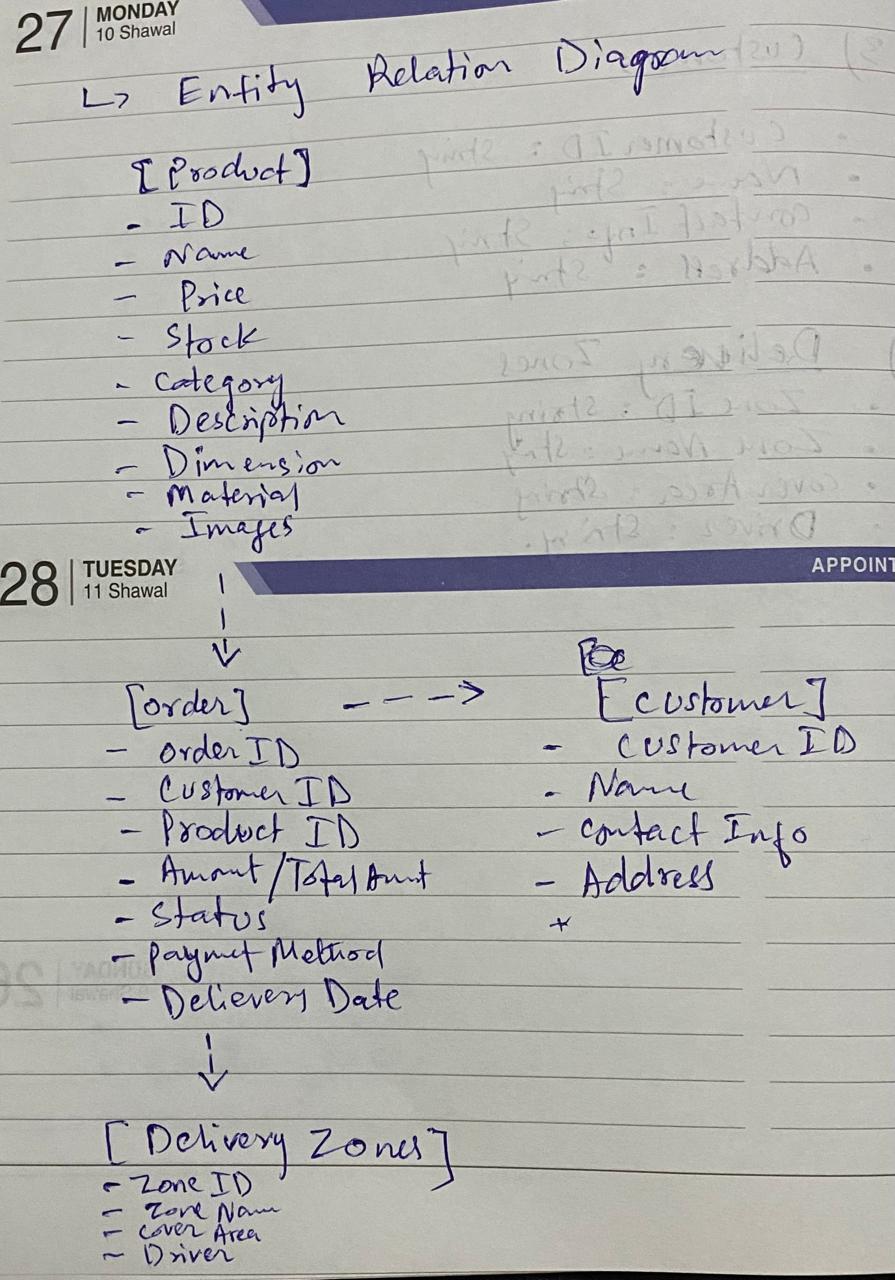 27 MONDAY
10 Shawal
↳ Entity Relation Diagram
[Product]
- ID
- Name
- Price
- Stock
- Category
- Description
- Dimension
- Material
- Images
28 TUESDAY
11 Shawal
APPOINT
[order] ---> [customer]
- order ID
- Customer ID
- Product ID
- Amount/Total Amt
- Status
- Paymet Method
- Delievery Date
- Customer ID
- Name
- Contact Info
- Address
[Delivery Zones]
- Zone ID
- Zone Name
- Cover Area
- Driver